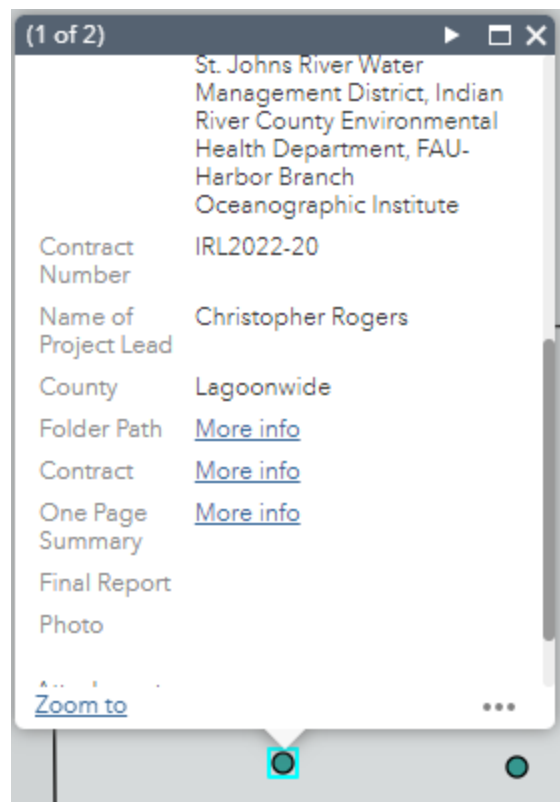 (1 of 2)
St. Johns River Water
Management District, Indian
River County Environmental
Health Department, FAU-
Harbor Branch
Oceanographic Institute
Contract
Number
IRL2022-20
Name of
Project Lead
Christopher Rogers
County
Lagoonwide
Folder Path
More info
Contract
More info
One Page
Summary
More info
Final Report
Photo
Zoom to